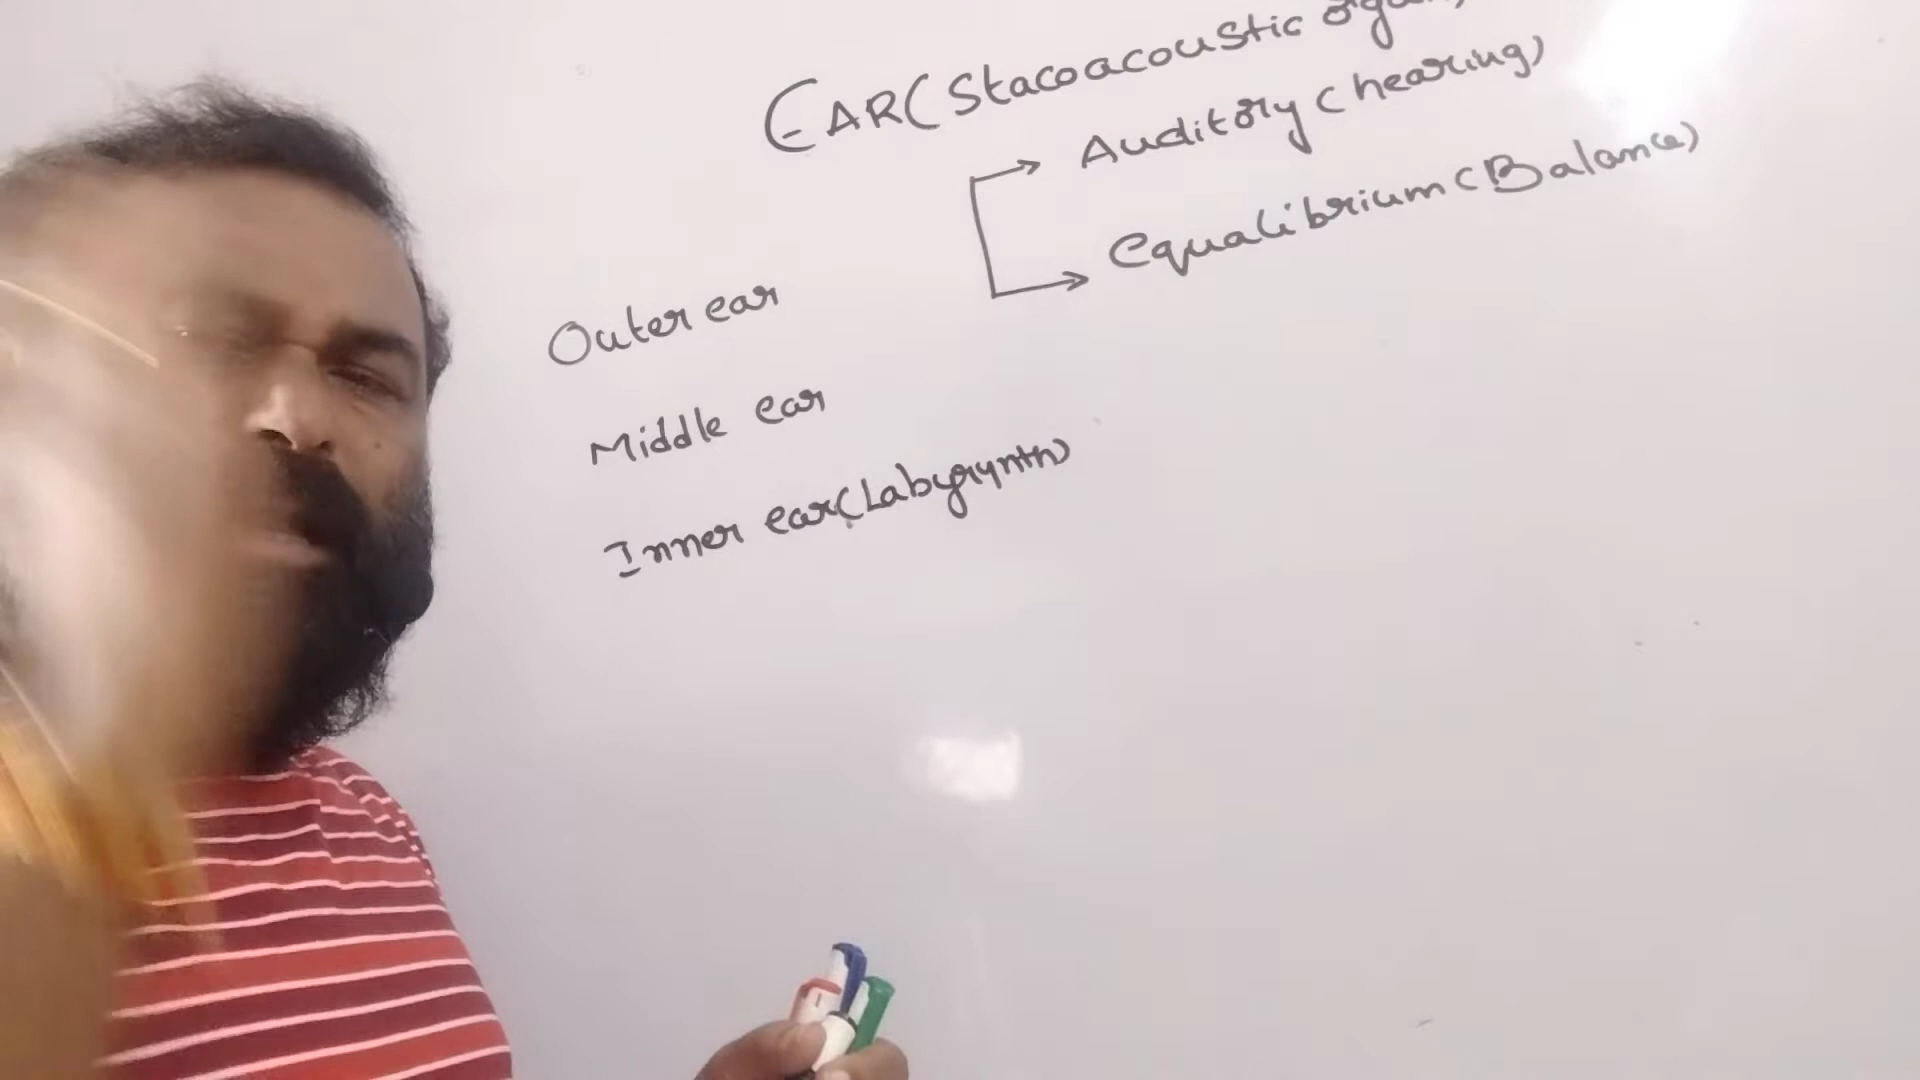 EAR (Stacoacoustic
Auditory (hearing)
equalibrium (Balance)
Outer ear
Middle ear
Inner ear (Labyrynth)